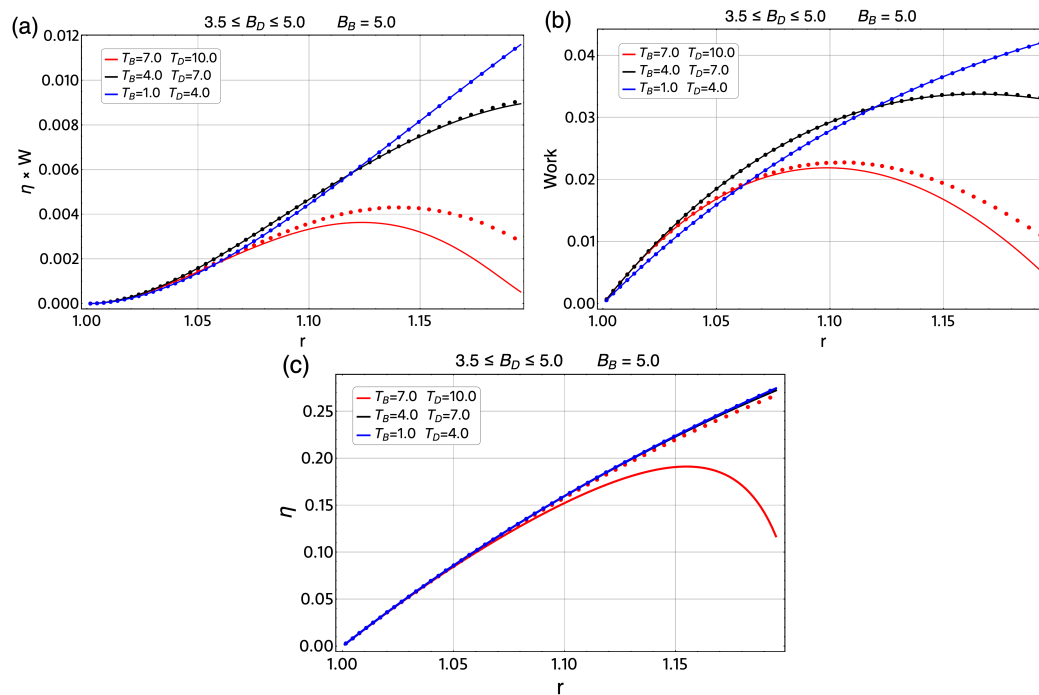 (a)
3.5 ≤ B_D ≤ 5.0 B_B = 5.0
0.012
0.010
0.008
0.006
0.004
0.002
0.000
η × W
T_B=7.0 T_D=10.0
T_B=4.0 T_D=7.0
T_B=1.0 T_D=4.0
1.00 1.05 1.10 1.15
r
(b)
3.5 ≤ B_D ≤ 5.0 B_B = 5.0
0.04
0.03
0.02
0.01
0.00
Work
T_B=7.0 T_D=10.0
T_B=4.0 T_D=7.0
T_B=1.0 T_D=4.0
1.00 1.05 1.10 1.15
r
(c)
3.5 ≤ B_D ≤ 5.0 B_B = 5.0
0.25
0.20
0.15
0.10
0.05
0.00
η
T_B=7.0 T_D=10.0
T_B=4.0 T_D=7.0
T_B=1.0 T_D=4.0
1.00 1.05 1.10 1.15
r